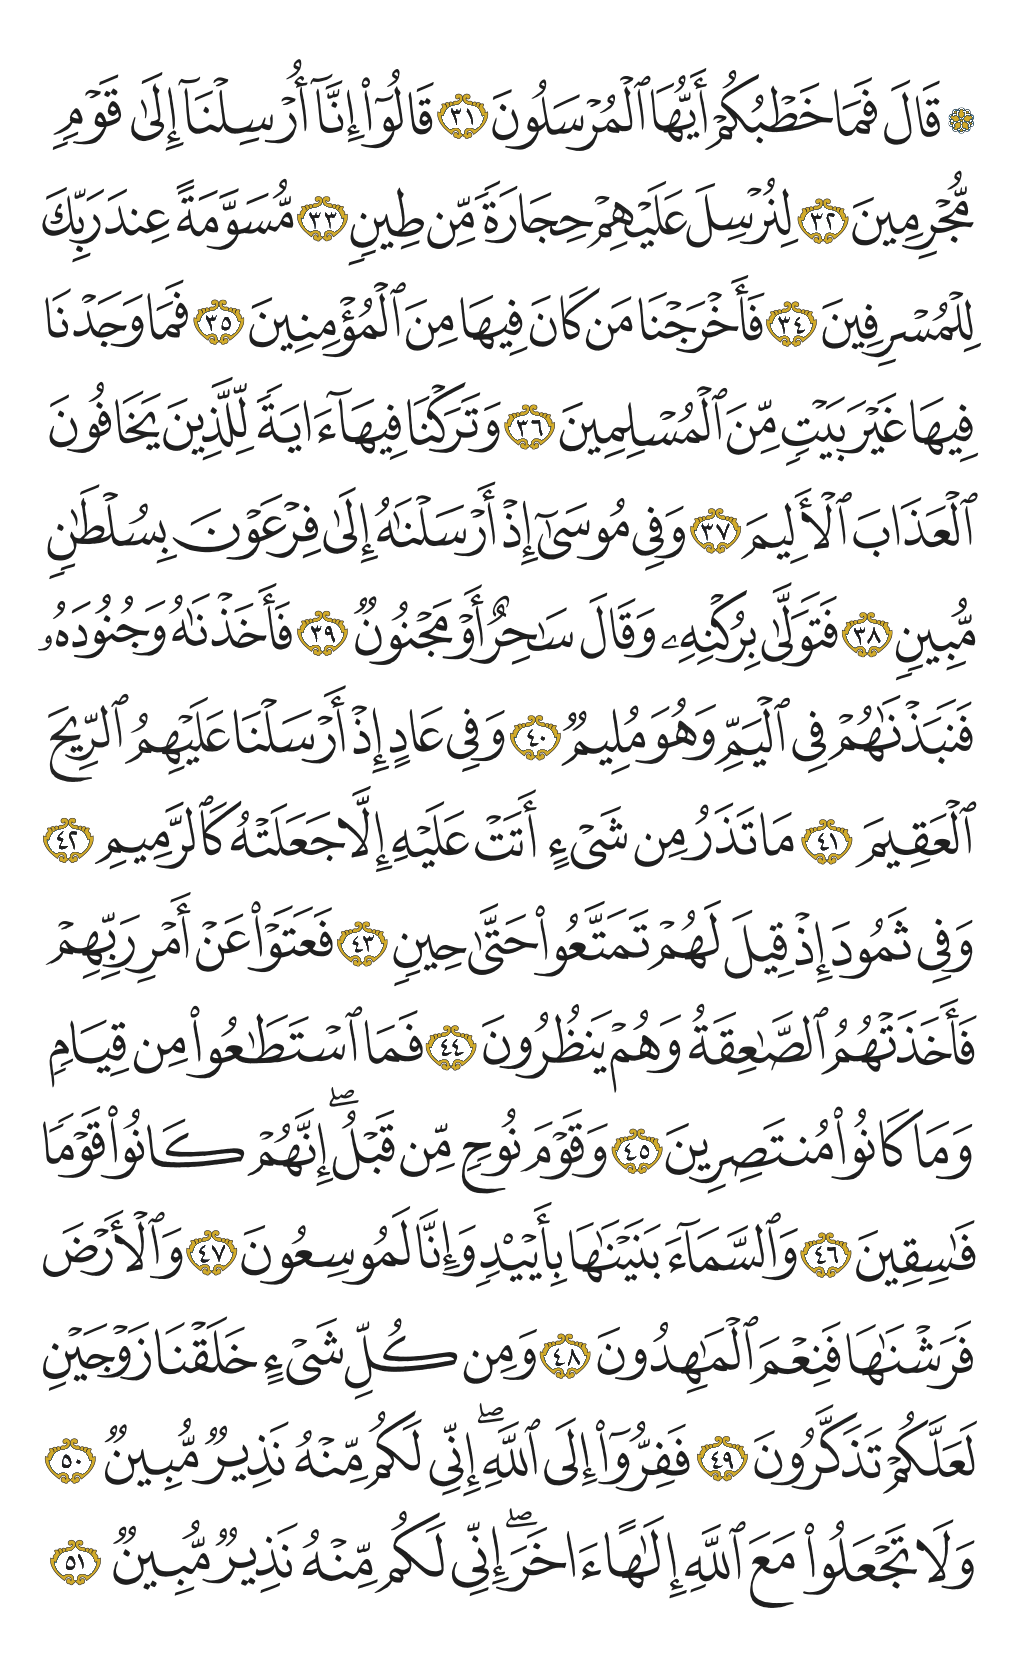 ۞ قَالَ فَمَا خَطْبُكُمْ أَيُّهَا ٱلْمُرْسَلُونَ ٣١ قَالُوٓا۟ إِنَّآ أُرْسِلْنَآ إِلَىٰ قَوْمٍ
مُّجْرِمِينَ ٣٢ لِنُرْسِلَ عَلَيْهِمْ حِجَارَةً مِّن طِينٍ ٣٣ مُّسَوَّمَةً عِندَ رَبِّكَ
لِلْمُسْرِفِينَ ٣٤ فَأَخْرَجْنَا مَن كَانَ فِيهَا مِنَ ٱلْمُؤْمِنِينَ ٣٥ فَمَا وَجَدْنَا
فِيهَا غَيْرَ بَيْتٍ مِّنَ ٱلْمُسْلِمِينَ ٣٦ وَتَرَكْنَا فِيهَآ ءَايَةً لِّلَّذِينَ يَخَافُونَ
ٱلْعَذَابَ ٱلْأَلِيمَ ٣٧ وَفِى مُوسَىٰٓ إِذْ أَرْسَلْنَٰهُ إِلَىٰ فِرْعَوْنَ بِسُلْطَٰنٍ
مُّبِينٍ ٣٨ فَتَوَلَّىٰ بِرُكْنِهِۦ وَقَالَ سَٰحِرٌ أَوْ مَجْنُونٌ ٣٩ فَأَخَذْنَٰهُ وَجُنُودَهُۥ
فَنَبَذْنَٰهُمْ فِى ٱلْيَمِّ وَهُوَ مُلِيمٌ ٤٠ وَفِى عَادٍ إِذْ أَرْسَلْنَا عَلَيْهِمُ ٱلرِّيحَ
ٱلْعَقِيمَ ٤١ مَا تَذَرُ مِن شَىْءٍ أَتَتْ عَلَيْهِ إِلَّا جَعَلَتْهُ كَٱلرَّمِيمِ ٤٢
وَفِى ثَمُودَ إِذْ قِيلَ لَهُمْ تَمَتَّعُوا۟ حَتَّىٰ حِينٍ ٤٣ فَعَتَوْا۟ عَنْ أَمْرِ رَبِّهِمْ
فَأَخَذَتْهُمُ ٱلصَّٰعِقَةُ وَهُمْ يَنظُرُونَ ٤٤ فَمَا ٱسْتَطَٰعُوا۟ مِن قِيَامٍ
وَمَا كَانُوا۟ مُنتَصِرِينَ ٤٥ وَقَوْمَ نُوحٍ مِّن قَبْلُ ۖ إِنَّهُمْ كَانُوا۟ قَوْمًا
فَٰسِقِينَ ٤٦ وَٱلسَّمَآءَ بَنَيْنَٰهَا بِأَيْي۟دٍ وَإِنَّا لَمُوسِعُونَ ٤٧ وَٱلْأَرْضَ
فَرَشْنَٰهَا فَنِعْمَ ٱلْمَٰهِدُونَ ٤٨ وَمِن كُلِّ شَىْءٍ خَلَقْنَا زَوْجَيْنِ
لَعَلَّكُمْ تَذَكَّرُونَ ٤٩ فَفِرُّوٓا۟ إِلَى ٱللَّهِ ۖ إِنِّى لَكُم مِّنْهُ نَذِيرٌ مُّبِينٌ ٥٠
وَلَا تَجْعَلُوا۟ مَعَ ٱللَّهِ إِلَٰهًا ءَاخَرَ ۖ إِنِّى لَكُم مِّنْهُ نَذِيرٌ مُّبِينٌ ٥١